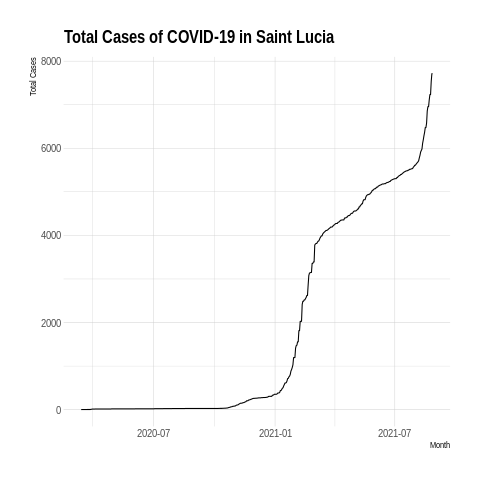 Total Cases of COVID-19 in Saint Lucia
Total Cases
8000
6000
4000
2000
0
2020-07 2021-01 2021-07
Month